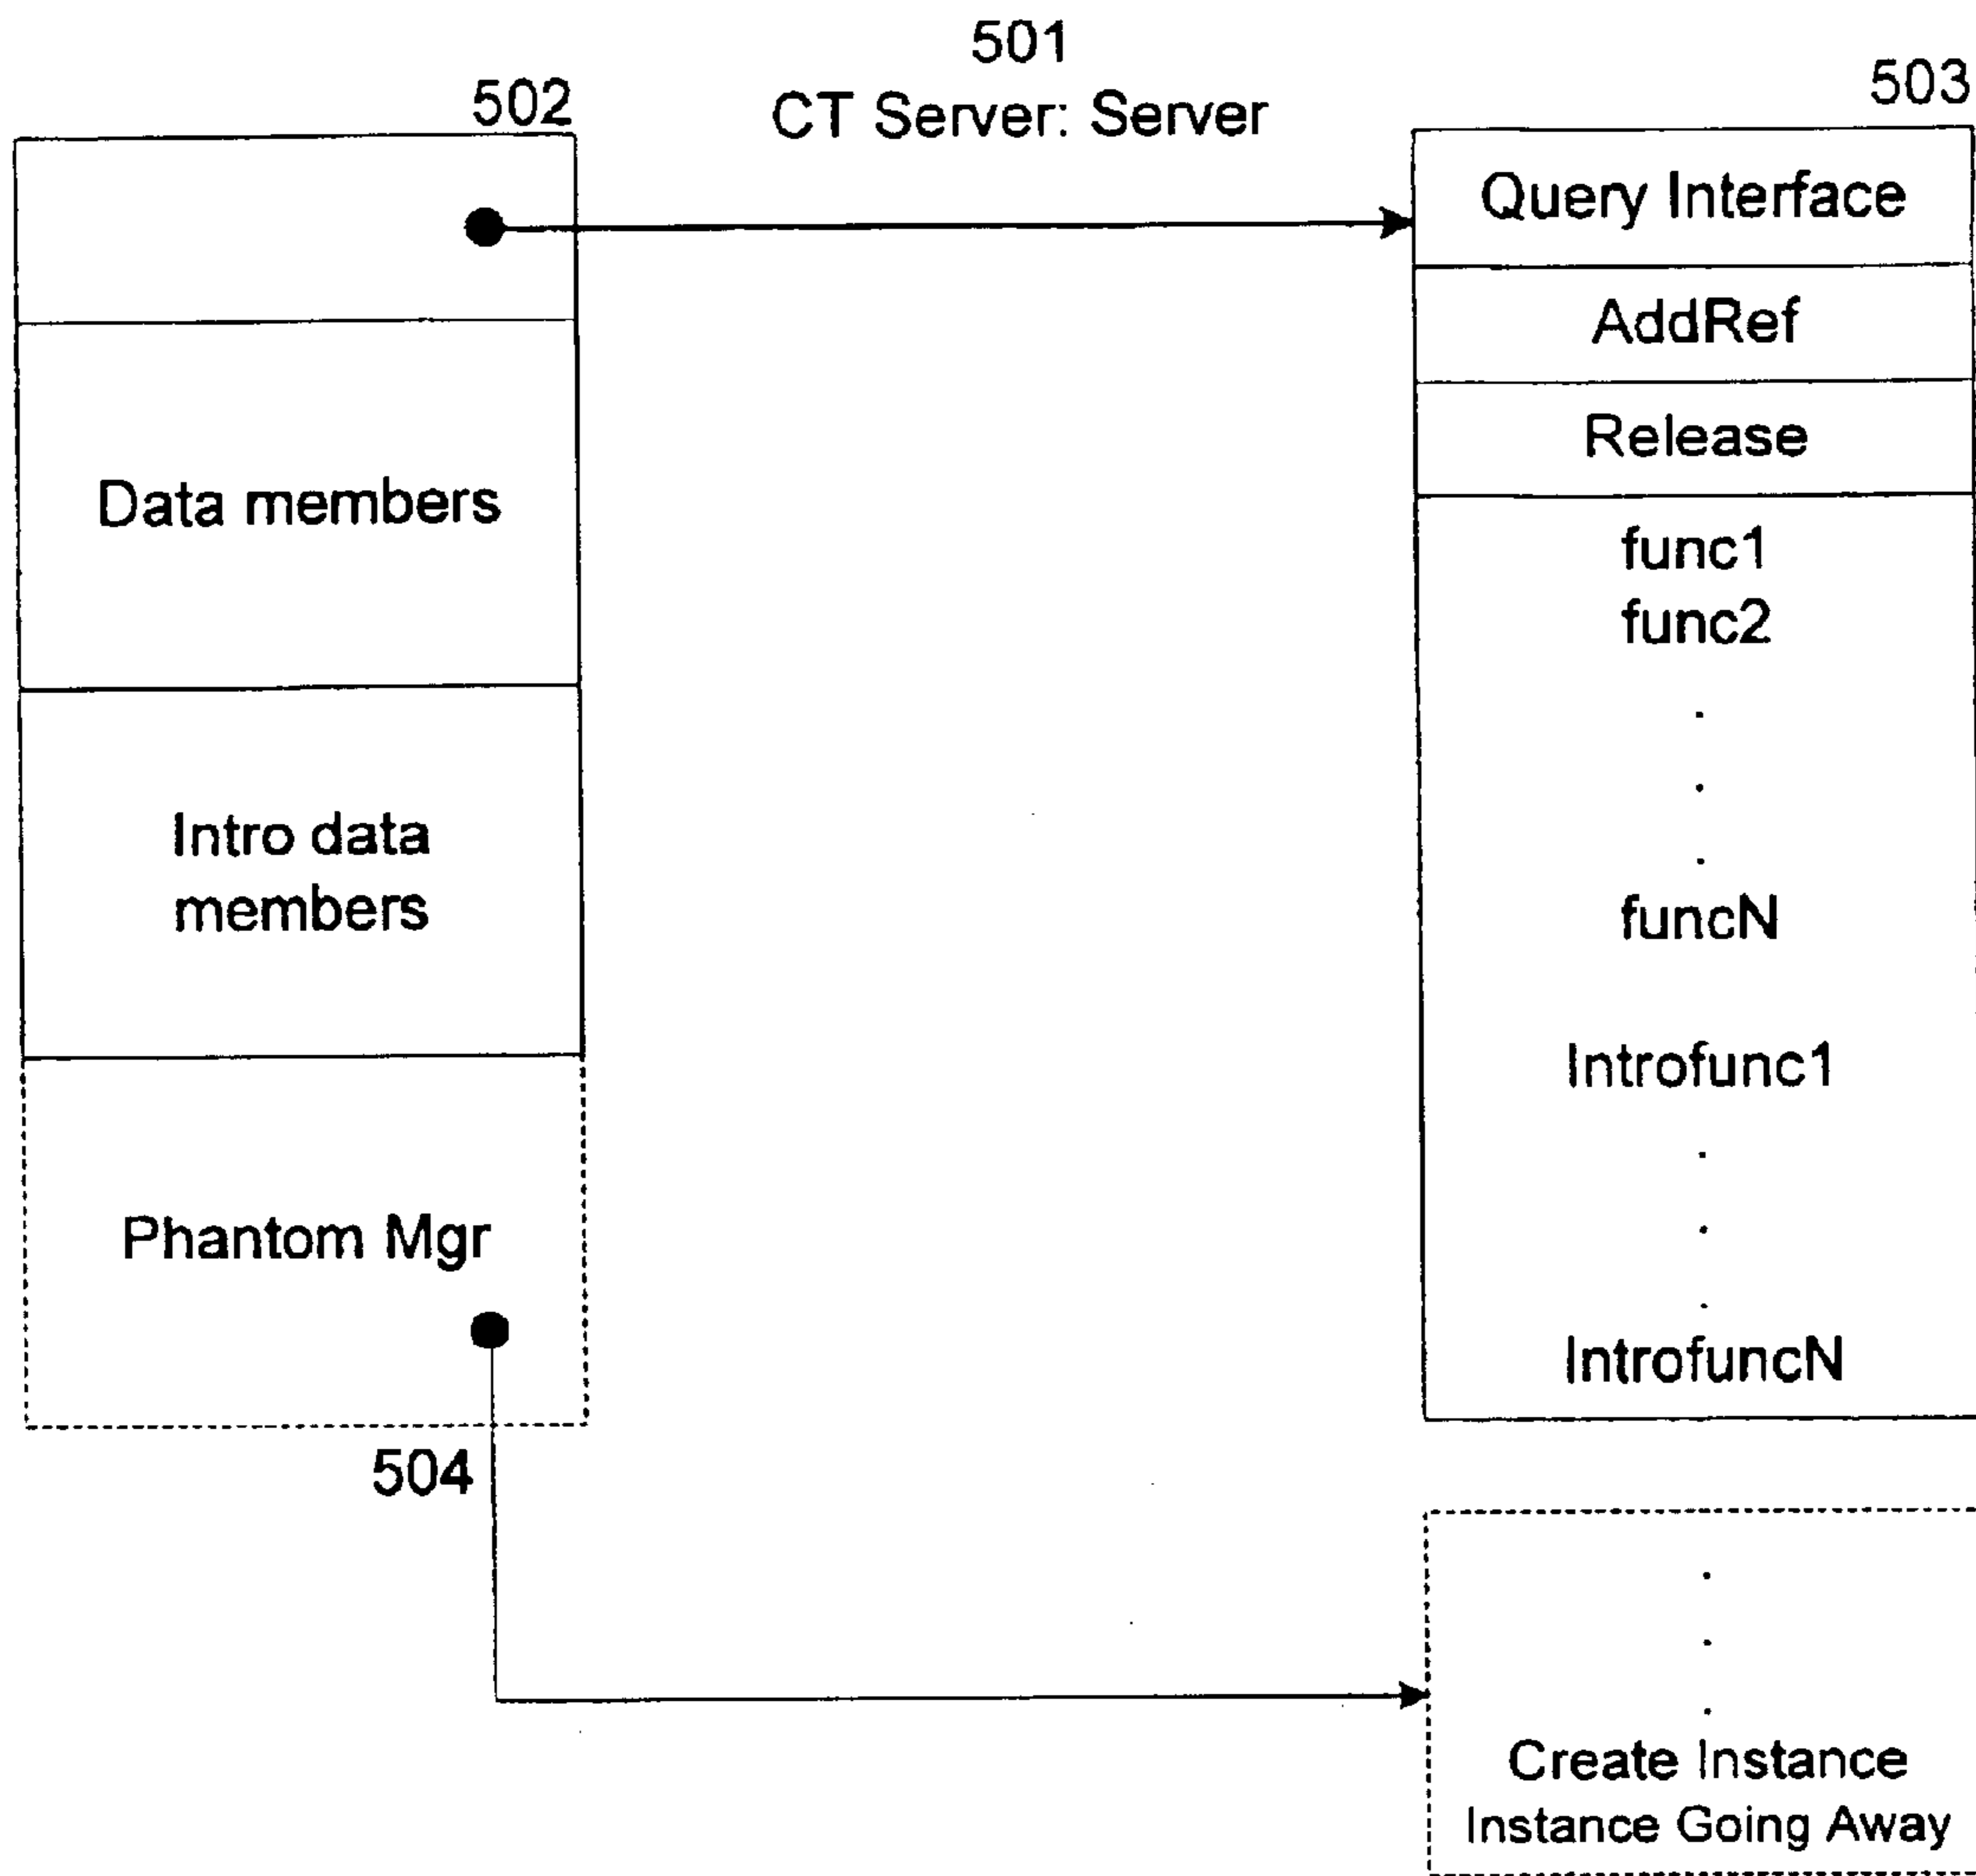 501
CT Server: Server
502
Data members
Intro data
members
Phantom Mgr
504
503
Query Interface
AddRef
Release
func1
func2
.
.
.
funcN
Introfunc1
.
.
.
IntrofuncN
.
.
.
Create Instance
Instance Going Away